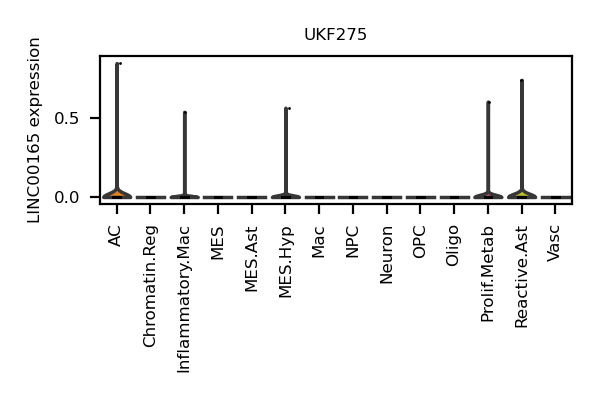 UKF275
LINC00165 expression
0.5
0.0
AC
Chromatin.Reg
Inflammatory.Mac
MES
MES.Ast
MES.Hyp
Mac
NPC
Neuron
OPC
Oligo
Prolif.Metab
Reactive.Ast
Vasc